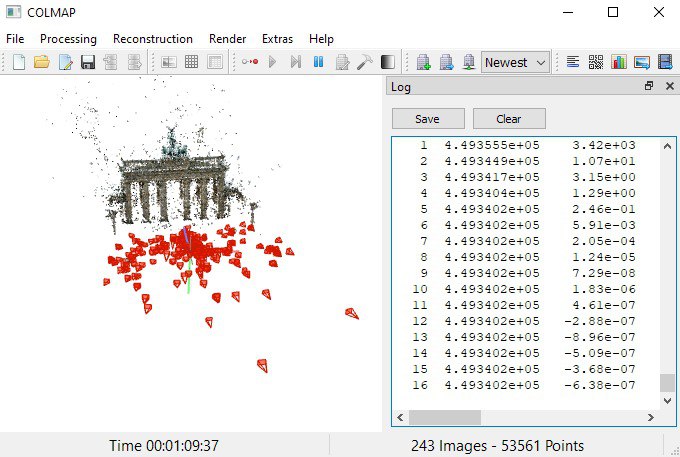 COLMAP
File Processing Reconstruction Render Extras Help
Newest
Log
Save Clear
1 4.493555e+05 3.42e+03
2 4.493449e+05 1.07e+01
3 4.493417e+05 3.15e+00
4 4.493404e+05 1.29e+00
5 4.493402e+05 2.46e-01
6 4.493402e+05 5.91e-03
7 4.493402e+05 2.05e-04
8 4.493402e+05 1.24e-05
9 4.493402e+05 7.29e-08
10 4.493402e+05 1.83e-06
11 4.493402e+05 4.61e-07
12 4.493402e+05 -2.88e-07
13 4.493402e+05 -8.96e-07
14 4.493402e+05 -5.09e-07
15 4.493402e+05 -3.68e-07
16 4.493402e+05 -6.38e-07
Time 00:01:09:37
243 Images - 53561 Points